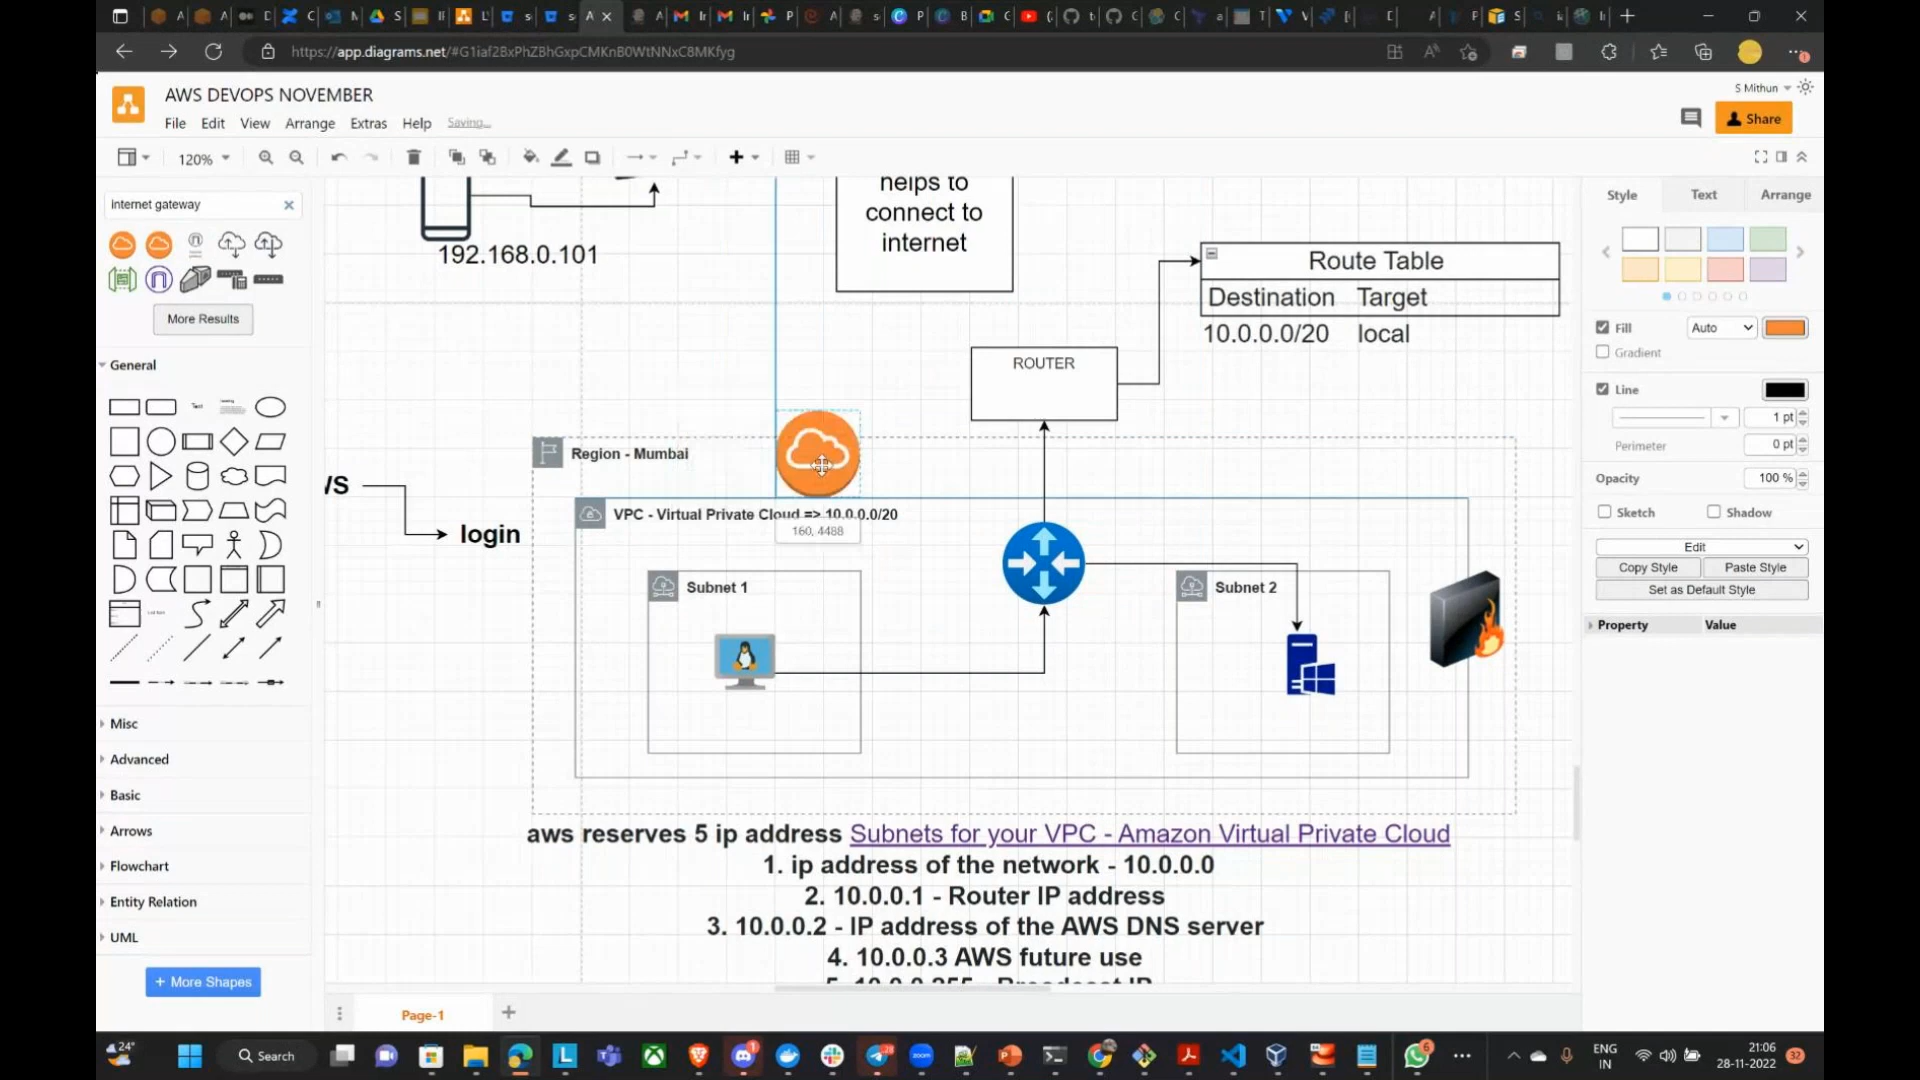 https://app.diagrams.net/#G1iaf2BxPhZBhGxpCMKnB0WtNNxC8MKfyg
AWS DEVOPS NOVEMBER
S Mithun
File Edit View Arrange Extras Help Saving...
Share
120%
internet gateway
More Results
General
Misc
Advanced
Basic
Arrows
Flowchart
Entity Relation
UML
+ More Shapes
192.168.0.101
helps to
connect to
internet
Route Table
Destination Target
10.0.0.0/20 local
ROUTER
Region - Mumbai
VPC - Virtual Private Cloud => 10.0.0.0/20
160, 4488
login
Subnet 1
Subnet 2
aws reserves 5 ip address Subnets for your VPC - Amazon Virtual Private Cloud
1. ip address of the network - 10.0.0.0
2. 10.0.0.1 - Router IP address
3. 10.0.0.2 - IP address of the AWS DNS server
4. 10.0.0.3 AWS future use
5. 10.0.0.255 - Broadcast IP
Page-1
Style Text Arrange
Fill Auto
Gradient
Line
1 pt
Perimeter 0 pt
Opacity 100 %
Sketch Shadow
Edit
Copy Style Paste Style
Set as Default Style
Property Value
24°
Search
ENG
IN
21:06
28-11-2022
32